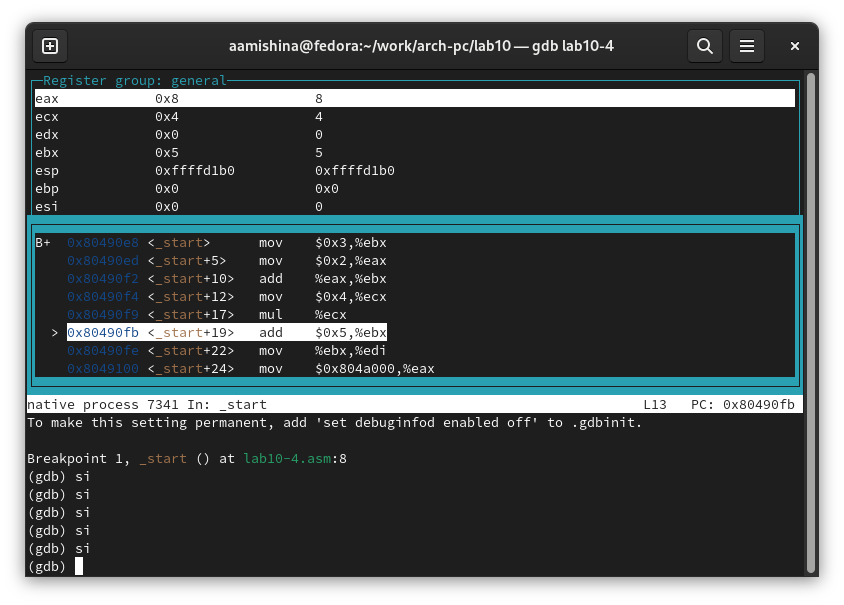 aamishina@fedora:~/work/arch-pc/lab10 — gdb lab10-4
Register group: general
eax 0x8 8
ecx 0x4 4
edx 0x0 0
ebx 0x5 5
esp 0xffffd1b0 0xffffd1b0
ebp 0x0 0x0
esi 0x0 0
B+ 0x80490e8 <_start> mov $0x3,%ebx
0x80490ed <_start+5> mov $0x2,%eax
0x80490f2 <_start+10> add %eax,%ebx
0x80490f4 <_start+12> mov $0x4,%ecx
0x80490f9 <_start+17> mul %ecx
> 0x80490fb <_start+19> add $0x5,%ebx
0x80490fe <_start+22> mov %ebx,%edi
0x8049100 <_start+24> mov $0x804a000,%eax
native process 7341 In: _start L13 PC: 0x80490fb
To make this setting permanent, add 'set debuginfod enabled off' to .gdbinit.
Breakpoint 1, _start () at lab10-4.asm:8
(gdb) si
(gdb) si
(gdb) si
(gdb) si
(gdb) si
(gdb)